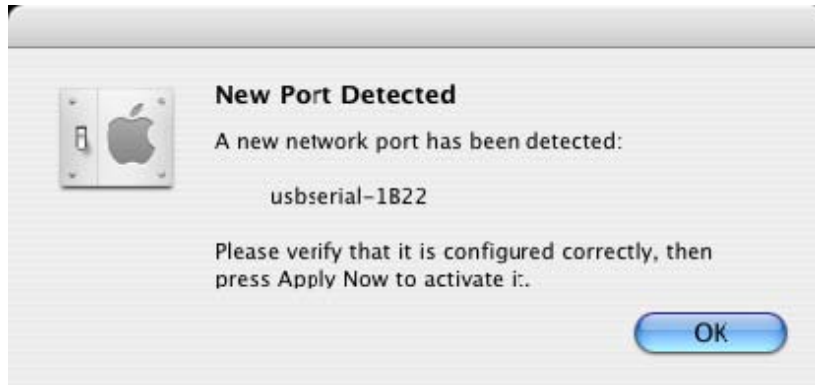 New Port Detected
A new network port has been detected:
usbserial-1B22
Please verify that it is configured correctly, then
press Apply Now to activate it.
OK